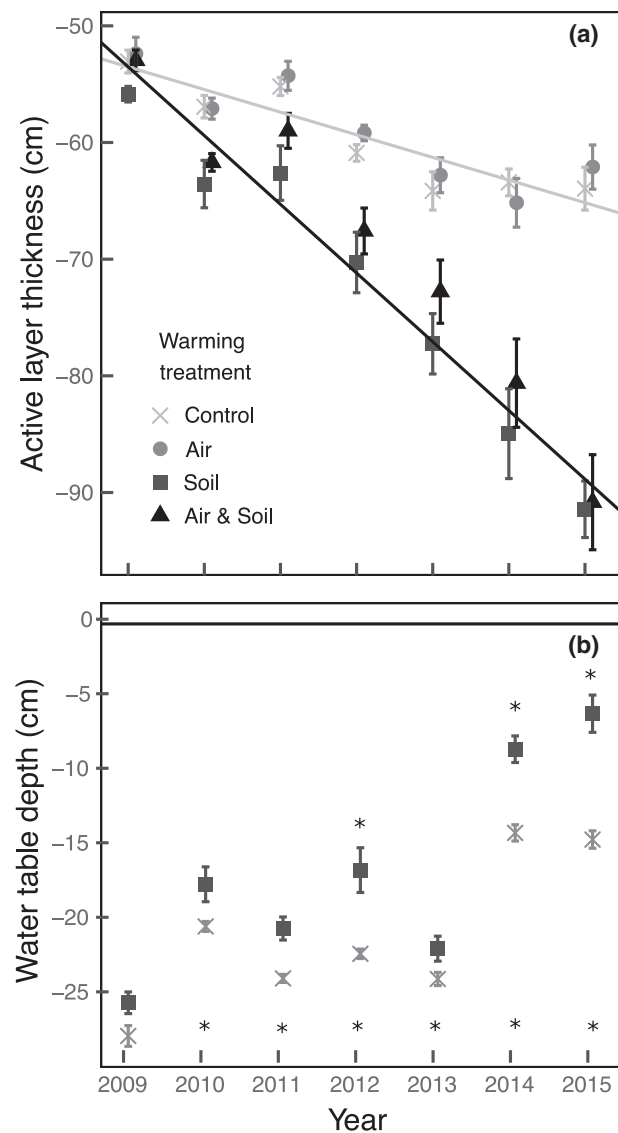 (a)
Active layer thickness (cm)
−50
−60
−70
−80
−90
Warming
treatment
Control
Air
Soil
Air & Soil
(b)
Water table depth (cm)
0
−5
−10
−15
−20
−25
*
*
*
* * * * * *
2009 2010 2011 2012 2013 2014 2015
Year